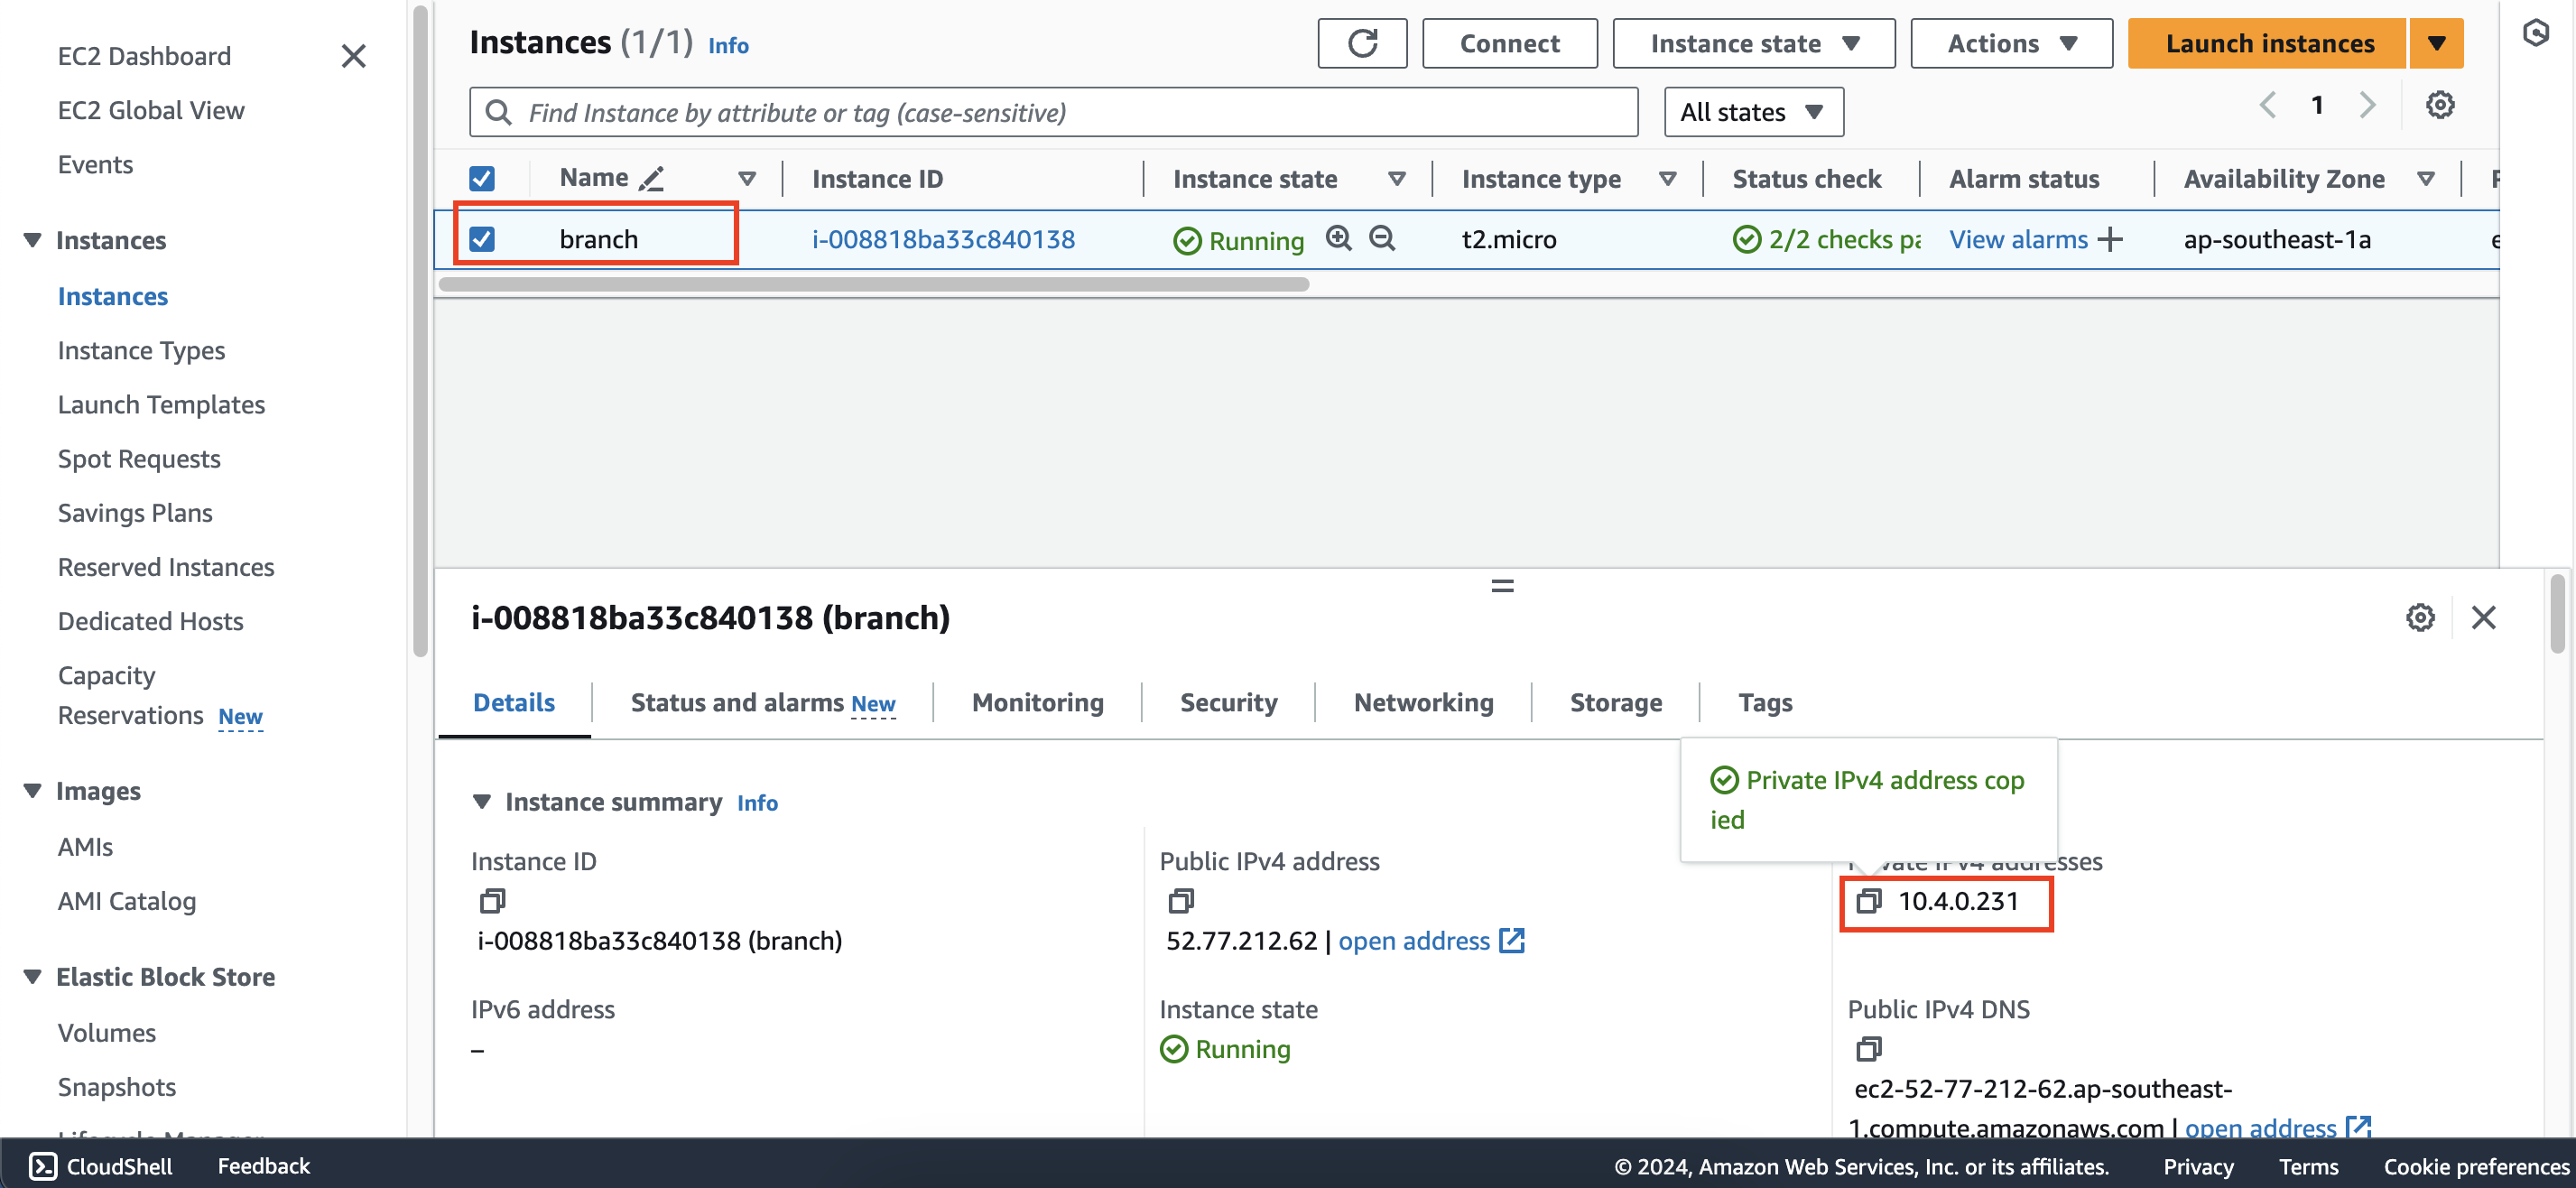 EC2 Dashboard
EC2 Global View
Events
Instances
Instances
Instance Types
Launch Templates
Spot Requests
Savings Plans
Reserved Instances
Dedicated Hosts
Capacity
Reservations New
Images
AMIs
AMI Catalog
Elastic Block Store
Volumes
Snapshots
Lifecycle Manager
Instances (1/1) Info
Connect
Instance state
Actions
Launch instances
Find Instance by attribute or tag (case-sensitive)
All states
1
Name Instance ID Instance state Instance type Status check Alarm status Availability Zone
branch i-008818ba33c840138 Running t2.micro 2/2 checks pa View alarms + ap-southeast-1a
i-008818ba33c840138 (branch)
Details Status and alarms New Monitoring Security Networking Storage Tags
Private IPv4 address cop
ied
Instance summary Info
Instance ID
i-008818ba33c840138 (branch)
Public IPv4 address
52.77.212.62 | open address
Private IPv4 addresses
10.4.0.231
IPv6 address
–
Instance state
Running
Public IPv4 DNS
ec2-52-77-212-62.ap-southeast-
1.compute.amazonaws.com | open address
CloudShell Feedback © 2024, Amazon Web Services, Inc. or its affiliates. Privacy Terms Cookie preferences